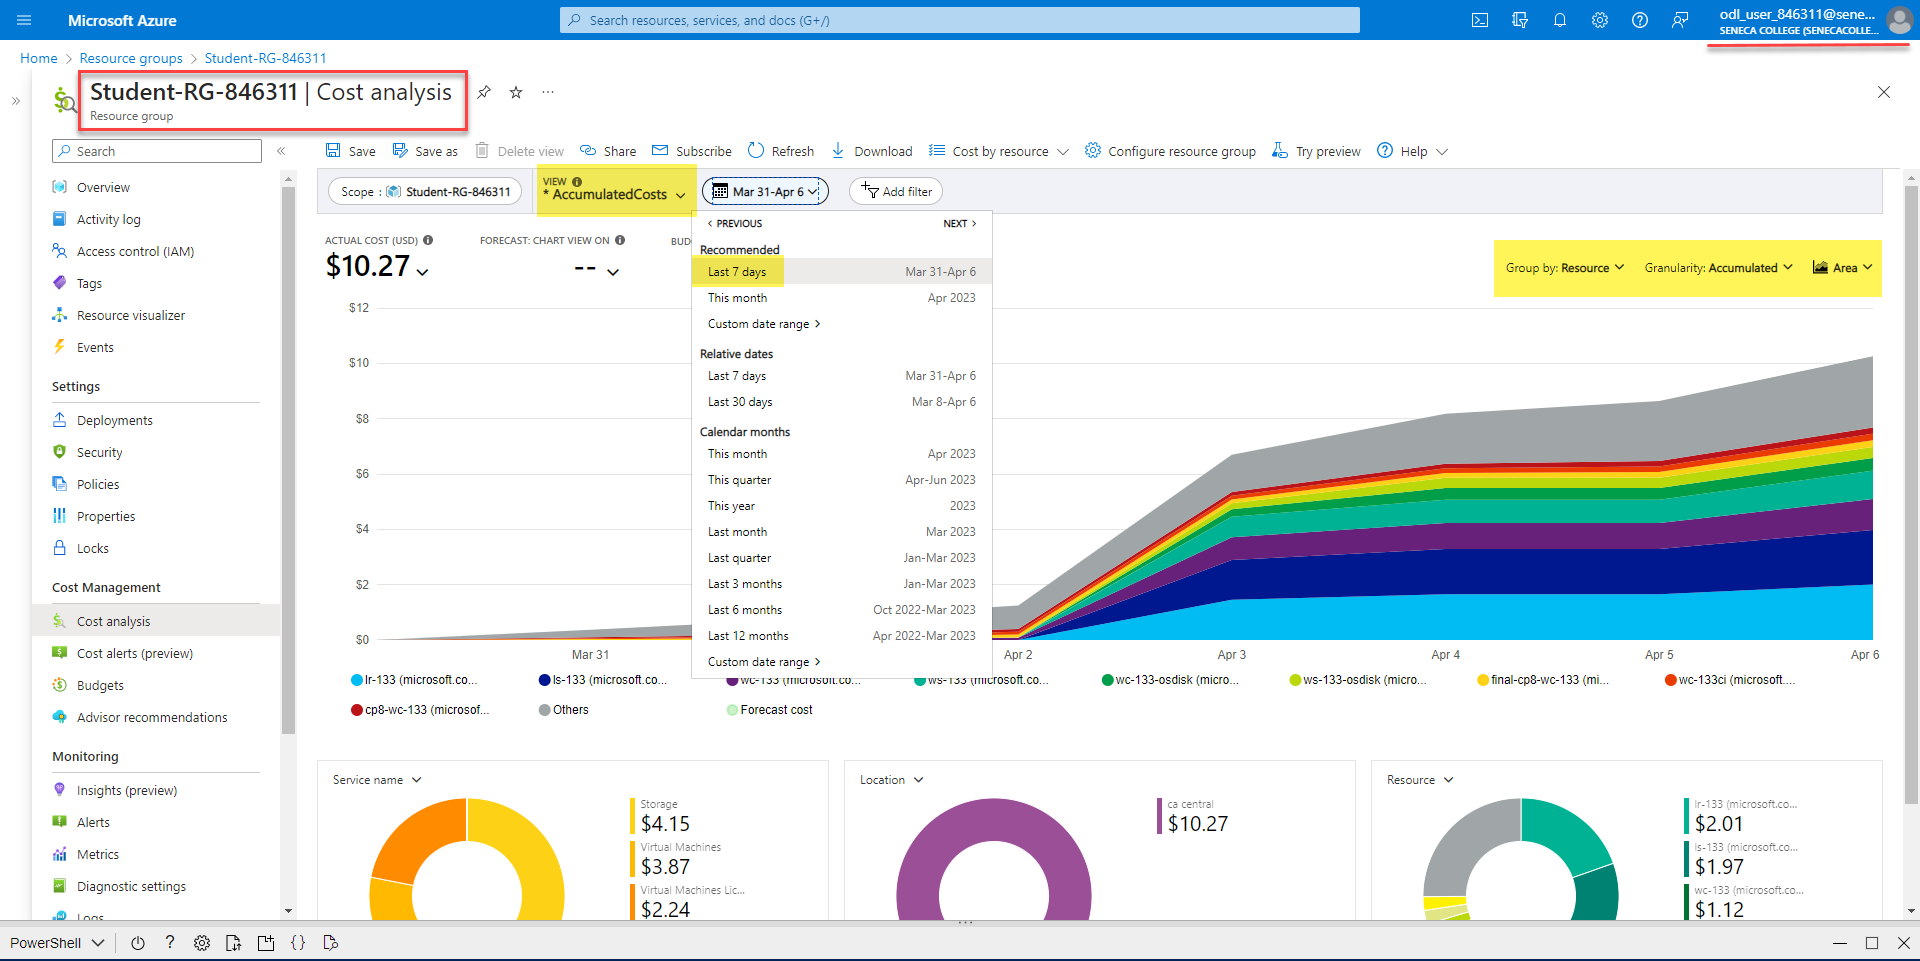 Microsoft Azure
Search resources, services, and docs (G+/)
odl_user_846311@sene...
SENECA COLLEGE (SENECACOLLE...
Home > Resource groups > Student-RG-846311
Student-RG-846311 | Cost analysis
Resource group
Search
Save
Save as
Delete view
Share
Subscribe
Refresh
Download
Cost by resource
Configure resource group
Try preview
Help
Overview
Activity log
Access control (IAM)
Tags
Resource visualizer
Events
Settings
Deployments
Security
Policies
Properties
Locks
Cost Management
Cost analysis
Cost alerts (preview)
Budgets
Advisor recommendations
Monitoring
Insights (preview)
Alerts
Metrics
Diagnostic settings
Logs
Scope : Student-RG-846311
VIEW
* AccumulatedCosts
Mar 31-Apr 6
Add filter
ACTUAL COST (USD)
$10.27
FORECAST: CHART VIEW ON
--
BUD
< PREVIOUS
NEXT >
Recommended
Last 7 days Mar 31-Apr 6
This month Apr 2023
Custom date range >
Relative dates
Last 7 days Mar 31-Apr 6
Last 30 days Mar 8-Apr 6
Calendar months
This month Apr 2023
This quarter Apr-Jun 2023
This year 2023
Last month Mar 2023
Last quarter Jan-Mar 2023
Last 3 months Jan-Mar 2023
Last 6 months Oct 2022-Mar 2023
Last 12 months Apr 2022-Mar 2023
Custom date range >
Group by: Resource
Granularity: Accumulated
Area
$12
$10
$8
$6
$4
$2
$0
Mar 31
Apr 2
Apr 3
Apr 4
Apr 5
Apr 6
lr-133 (microsoft.co...
ls-133 (microsoft.co...
wc-133 (microsoft.co...
ws-133 (microsoft.co...
wc-133-osdisk (micro...
ws-133-osdisk (micro...
final-cp8-wc-133 (mi...
wc-133ci (microsoft....
cp8-wc-133 (microsof...
Others
Forecast cost
Service name
Storage
$4.15
Virtual Machines
$3.87
Virtual Machines Lic...
$2.24
Location
ca central
$10.27
Resource
lr-133 (microsoft.co...
$2.01
ls-133 (microsoft.co...
$1.97
wc-133 (microsoft.co...
$1.12
PowerShell